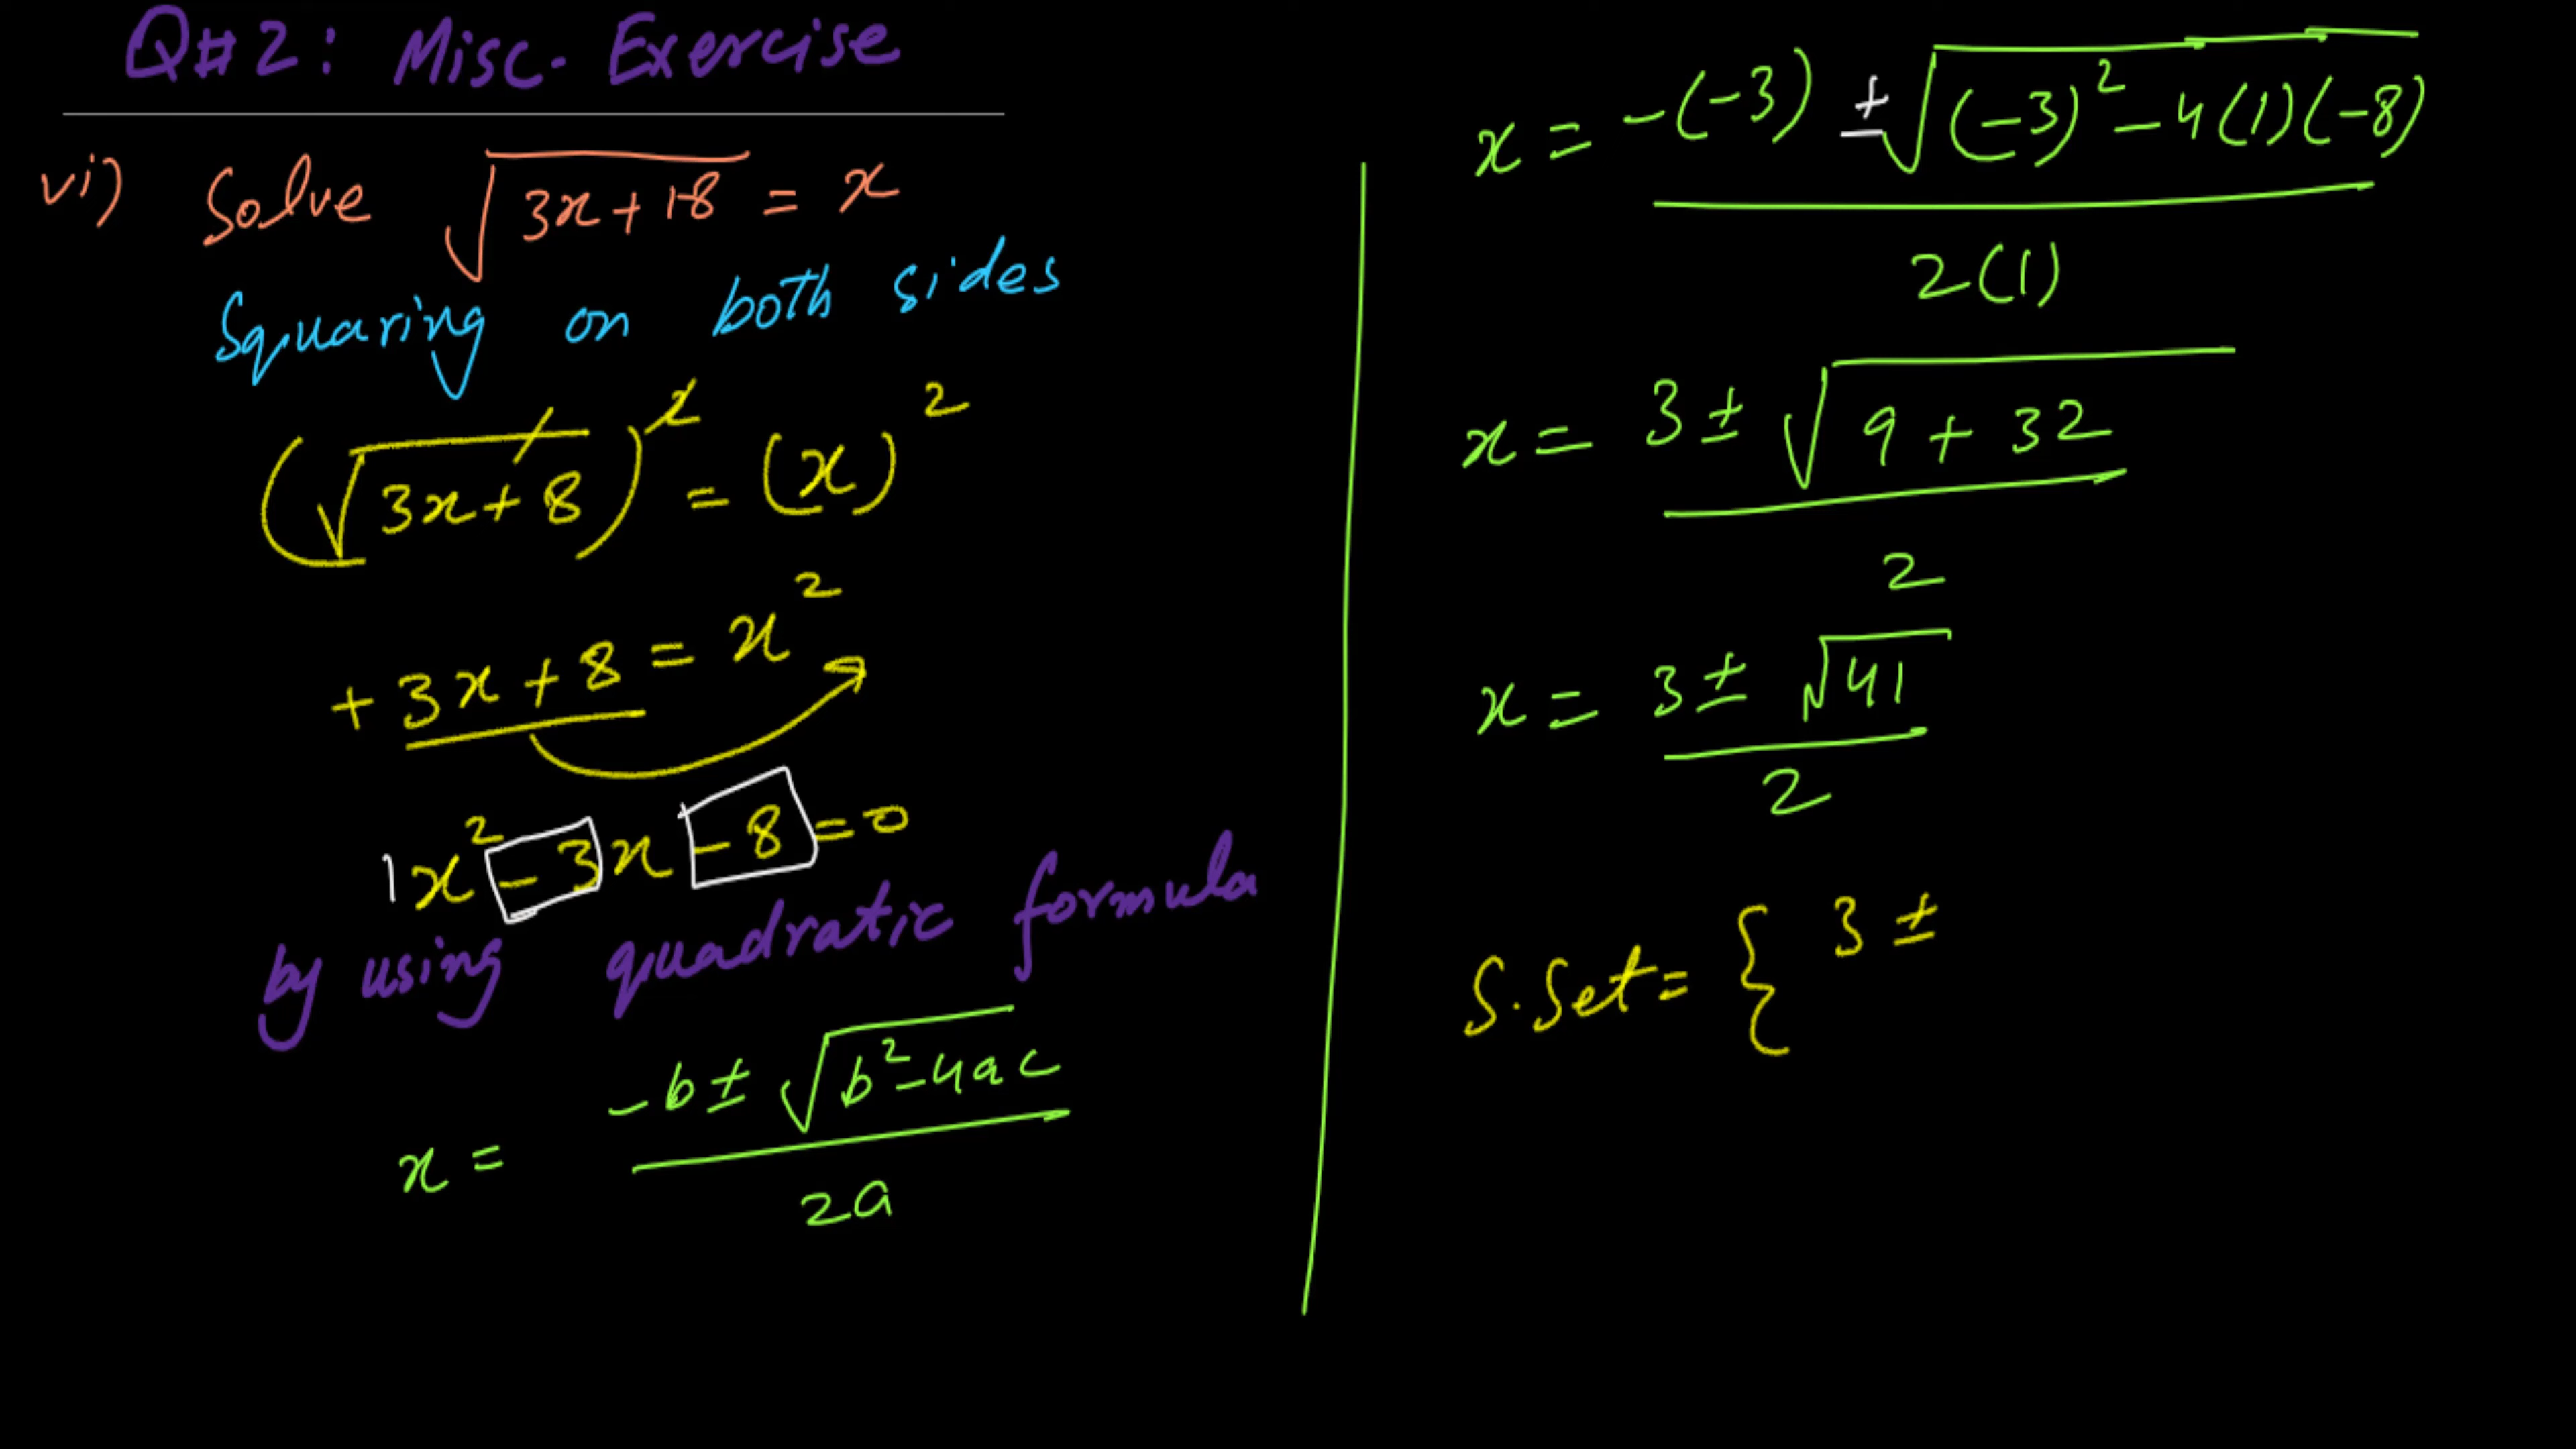 Q#2: Misc. Exercise
vi) Solve √(3x+18) = x
Squaring on both sides
(√(3x+8))² = (x)²
+3x+8 = x²
1x² -3x -8 = 0
by using quadratic formula
x = (-b ± √(b²-4ac)) / 2a
x = (-(-3) ± √((-3)² - 4(1)(-8))) / 2(1)
x = (3 ± √(9+32)) / 2
x = (3 ± √41) / 2
S.Set = { 3 ±